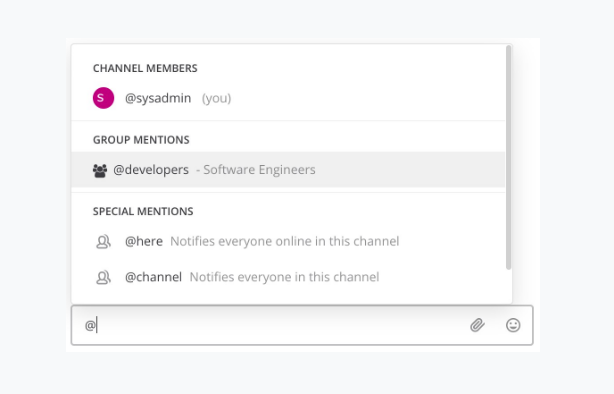 CHANNEL MEMBERS
S @sysadmin (you)
GROUP MENTIONS
@developers - Software Engineers
SPECIAL MENTIONS
@here Notifies everyone online in this channel
@channel Notifies everyone in this channel
@